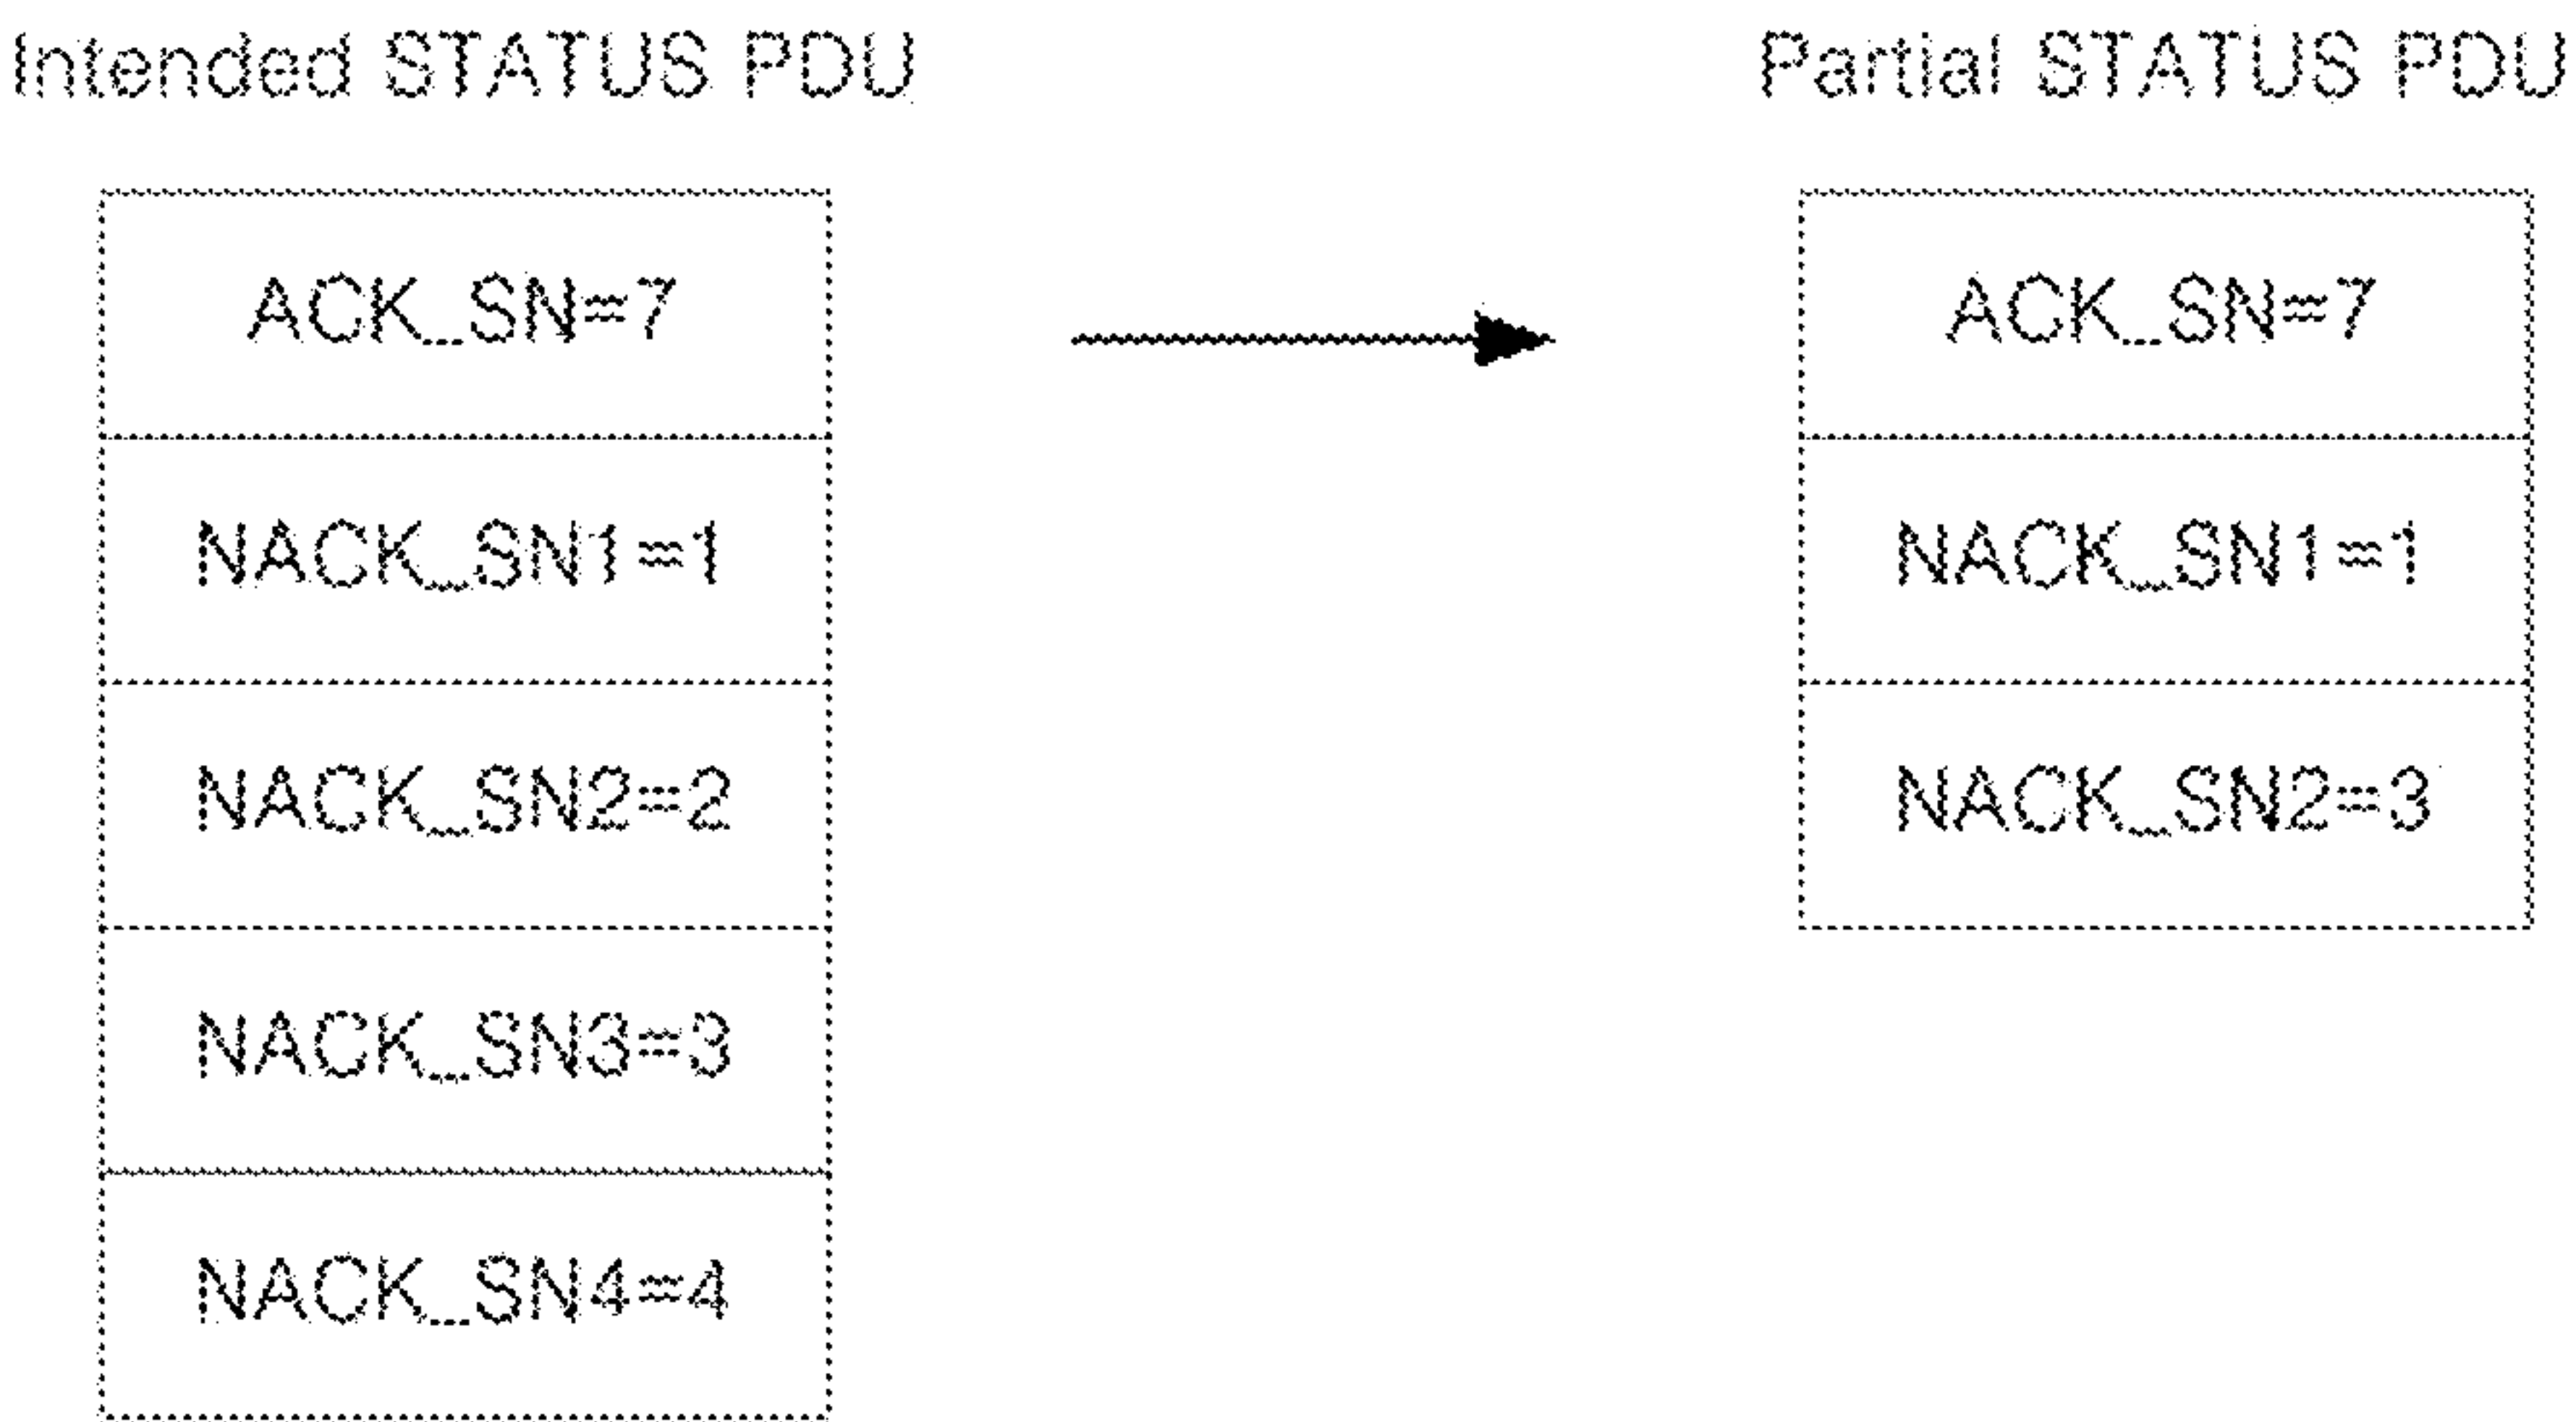 Intended STATUS PDU
ACK_SN=7
NACK_SN1=1
NACK_SN2=2
NACK_SN3=3
NACK_SN4=4
Partial STATUS PDU
ACK_SN=7
NACK_SN1=1
NACK_SN2=3